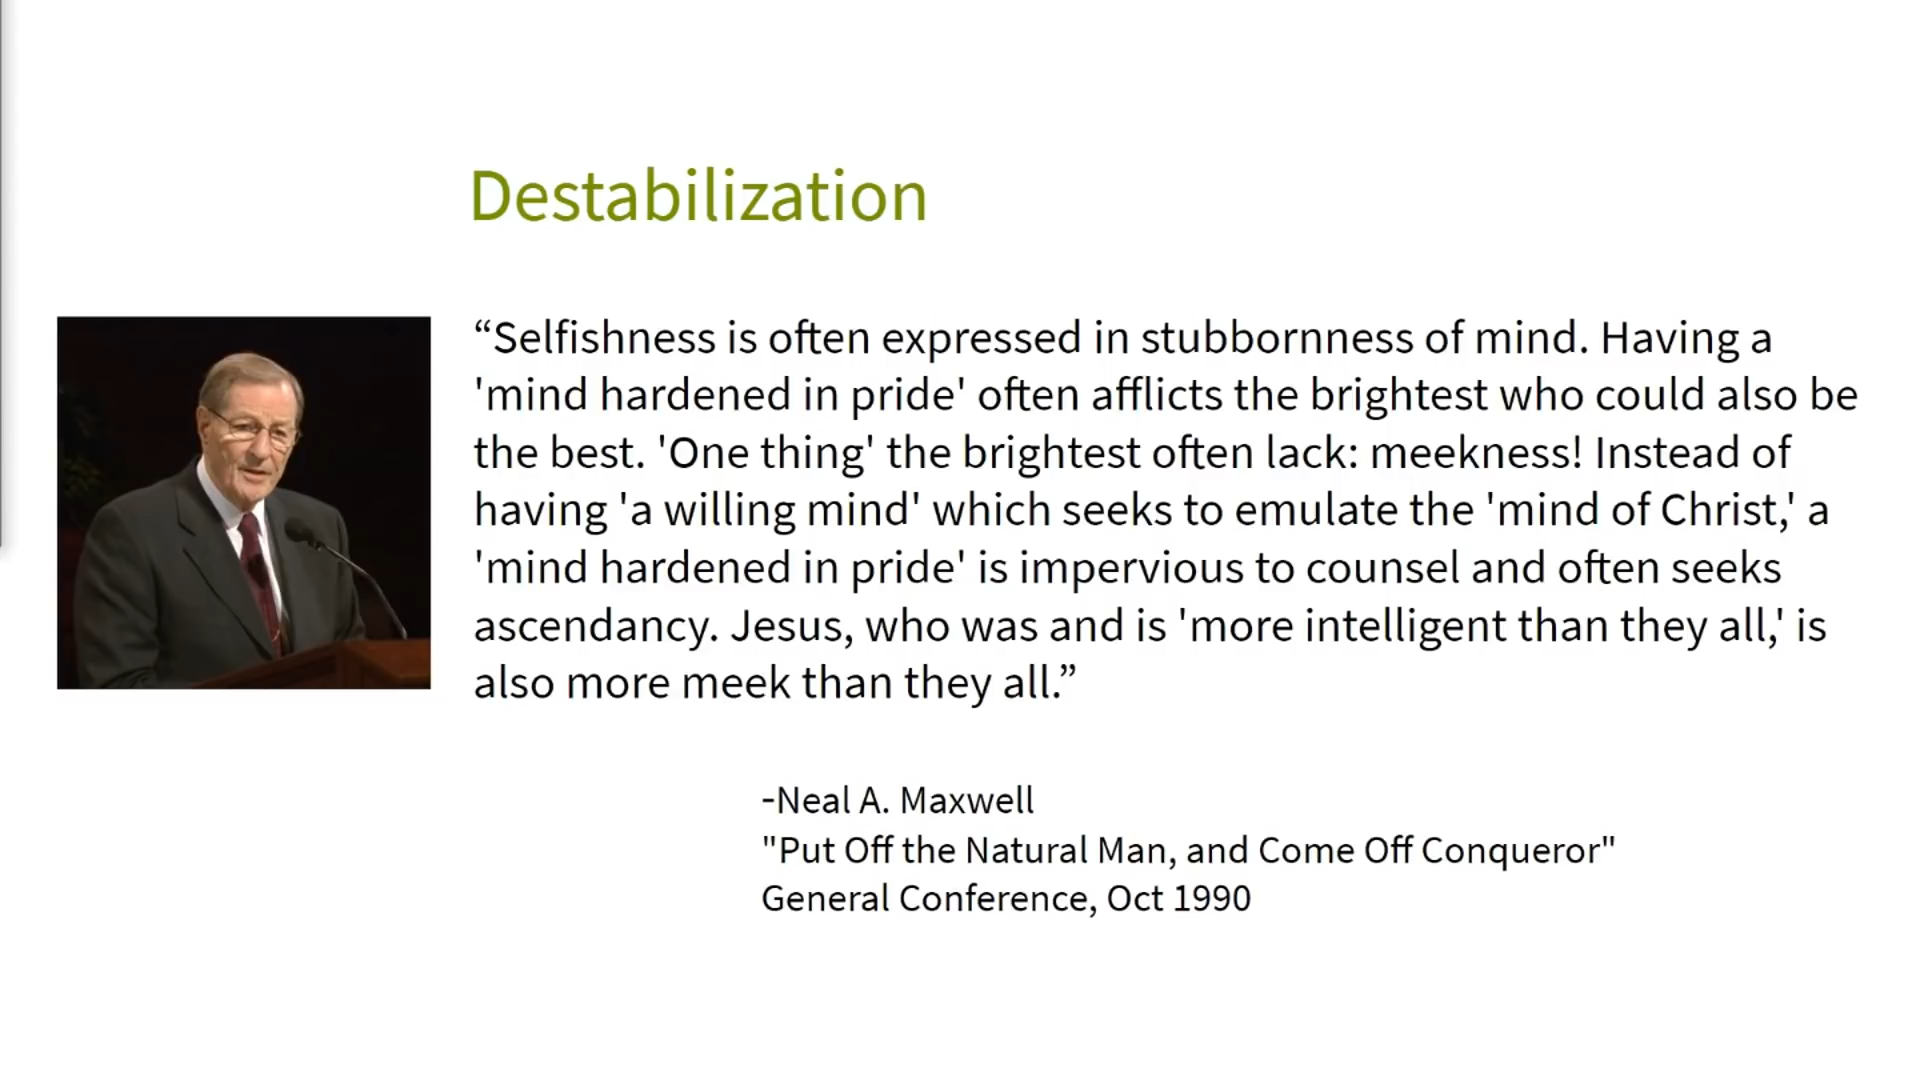 Destabilization
“Selfishness is often expressed in stubbornness of mind. Having a
'mind hardened in pride' often afflicts the brightest who could also be
the best. 'One thing' the brightest often lack: meekness! Instead of
having 'a willing mind' which seeks to emulate the 'mind of Christ,' a
'mind hardened in pride' is impervious to counsel and often seeks
ascendancy. Jesus, who was and is 'more intelligent than they all,' is
also more meek than they all.”
-Neal A. Maxwell
"Put Off the Natural Man, and Come Off Conqueror"
General Conference, Oct 1990